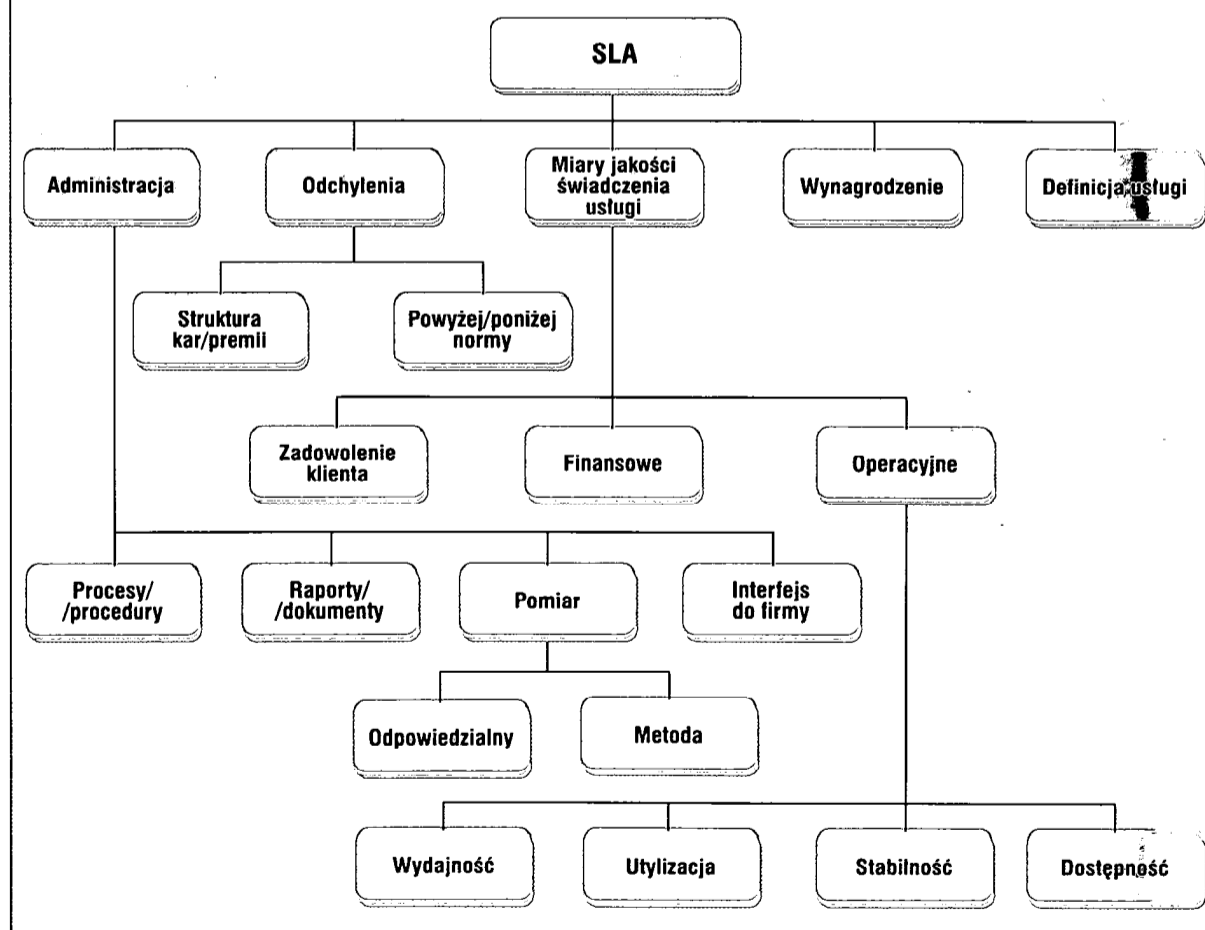 SLA
Administracja
Odchylenia
Miary jakości
świadczenia
usługi
Wynagrodzenie
Definicja usługi
Struktura
kar/premii
Powyżej/poniżej
normy
Zadowolenie
klienta
Finansowe
Operacyjne
Procesy/
/procedury
Raporty/
/dokumenty
Pomiar
Interfejs
do firmy
Odpowiedzialny
Metoda
Wydajność
Utylizacja
Stabilność
Dostępność